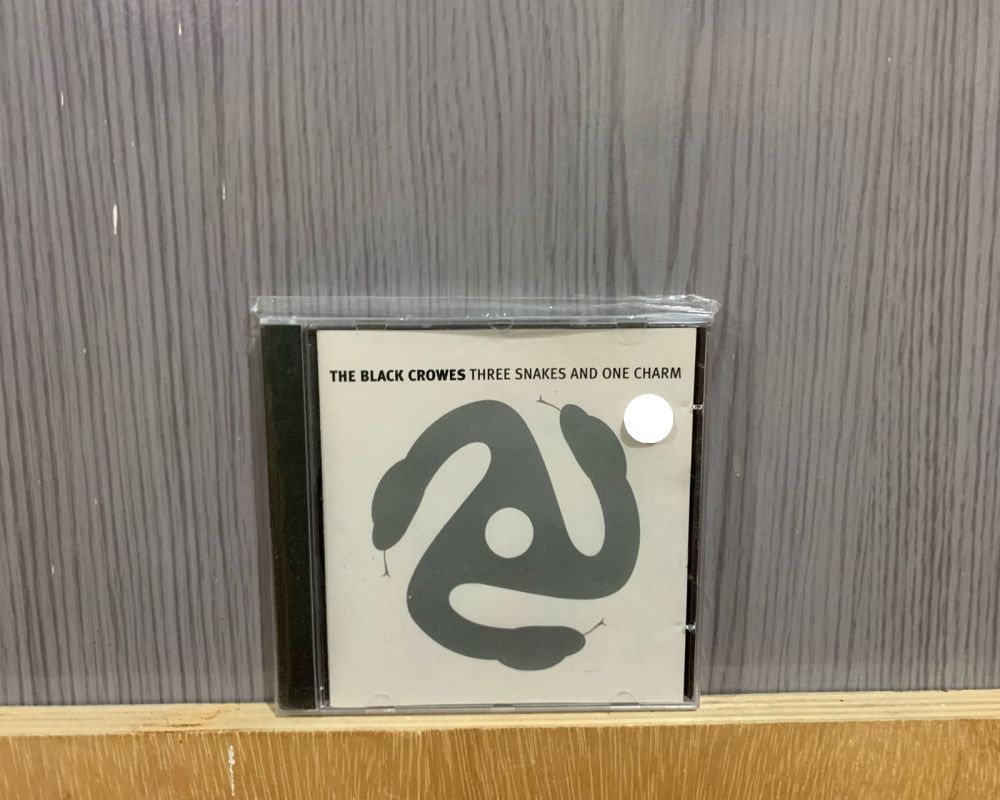 THE BLACK CROWES THREE SNAKES AND ONE CHARM